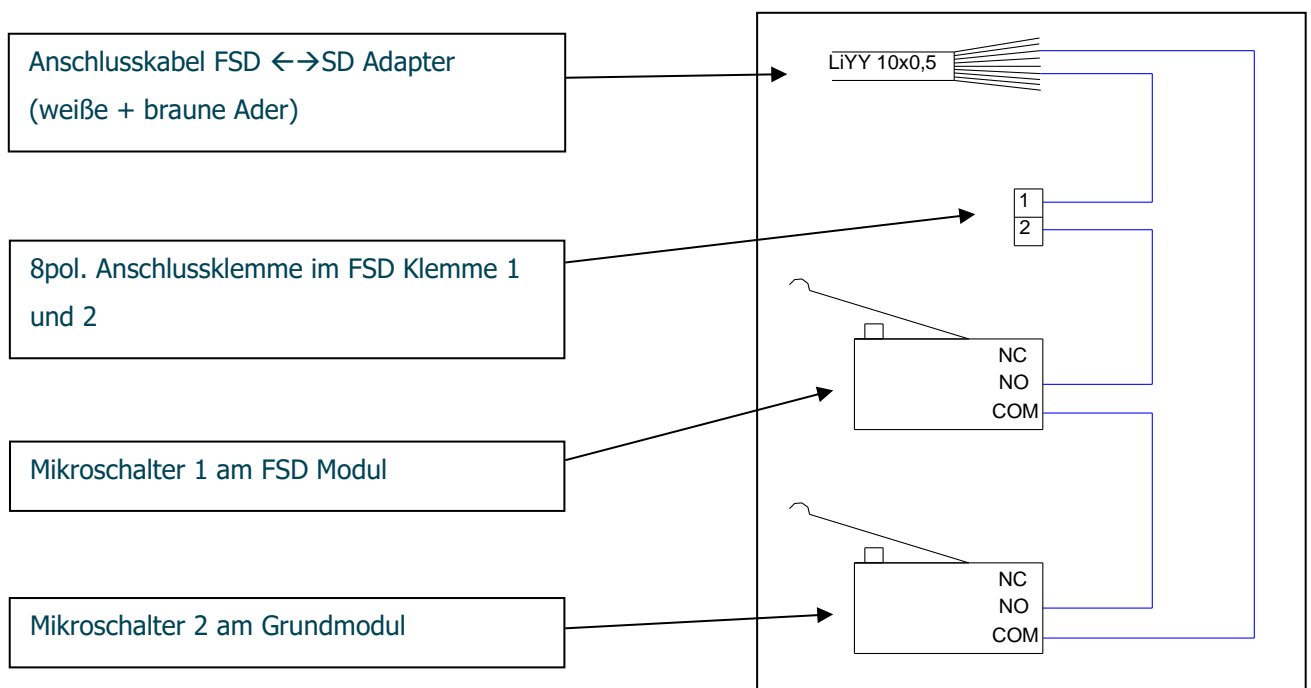 Anschlusskabel FSD ←→SD Adapter
(weiße + braune Ader)
LiYY 10x0,5
8pol. Anschlussklemme im FSD Klemme 1
und 2
1
2
Mikroschalter 1 am FSD Modul
NC
NO
COM
Mikroschalter 2 am Grundmodul
NC
NO
COM